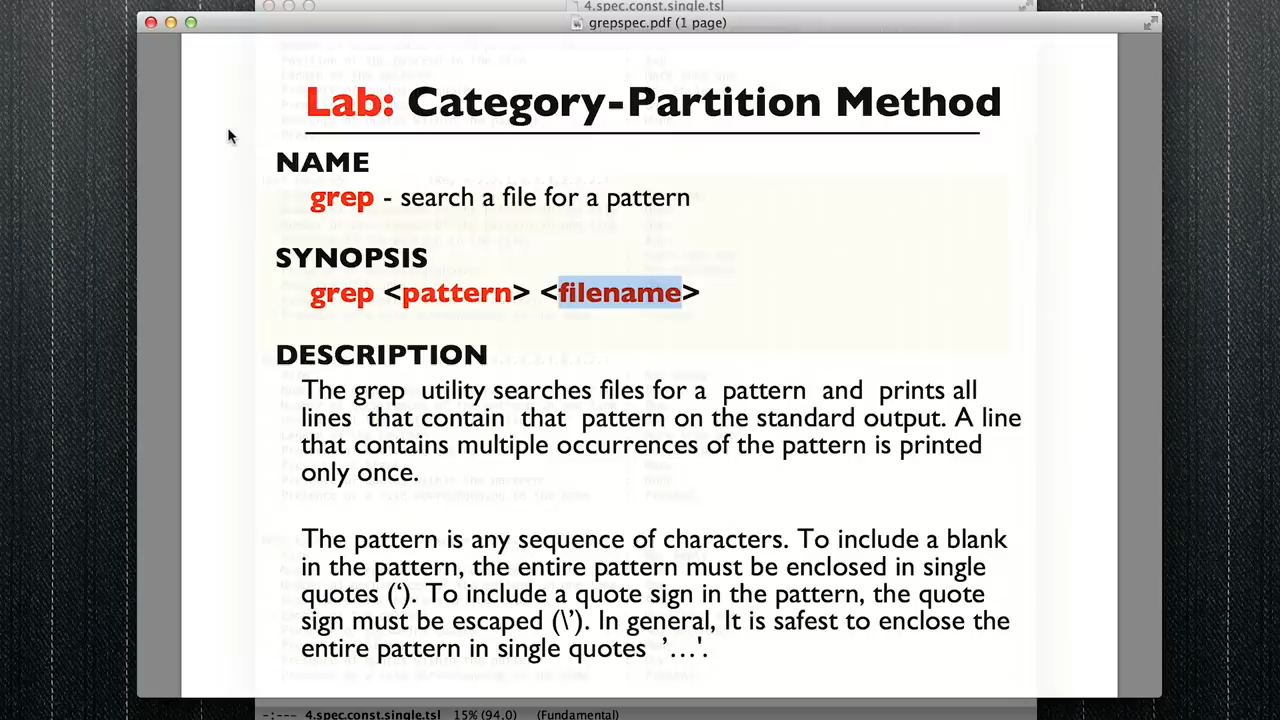 4.spec.const.single.tsl
grepspec.pdf (1 page)
Lab: Category-Partition Method
NAME
grep - search a file for a pattern
SYNOPSIS
grep <pattern> <filename>
DESCRIPTION
The grep utility searches files for a pattern and prints all
lines that contain that pattern on the standard output. A line
that contains multiple occurrences of the pattern is printed
only once.
The pattern is any sequence of characters. To include a blank
in the pattern, the entire pattern must be enclosed in single
quotes (‘). To include a quote sign in the pattern, the quote
sign must be escaped (\’). In general, It is safest to enclose the
entire pattern in single quotes ’…'.
-:--- 4.spec.const.single.tsl 15% (94,0) (Fundamental)